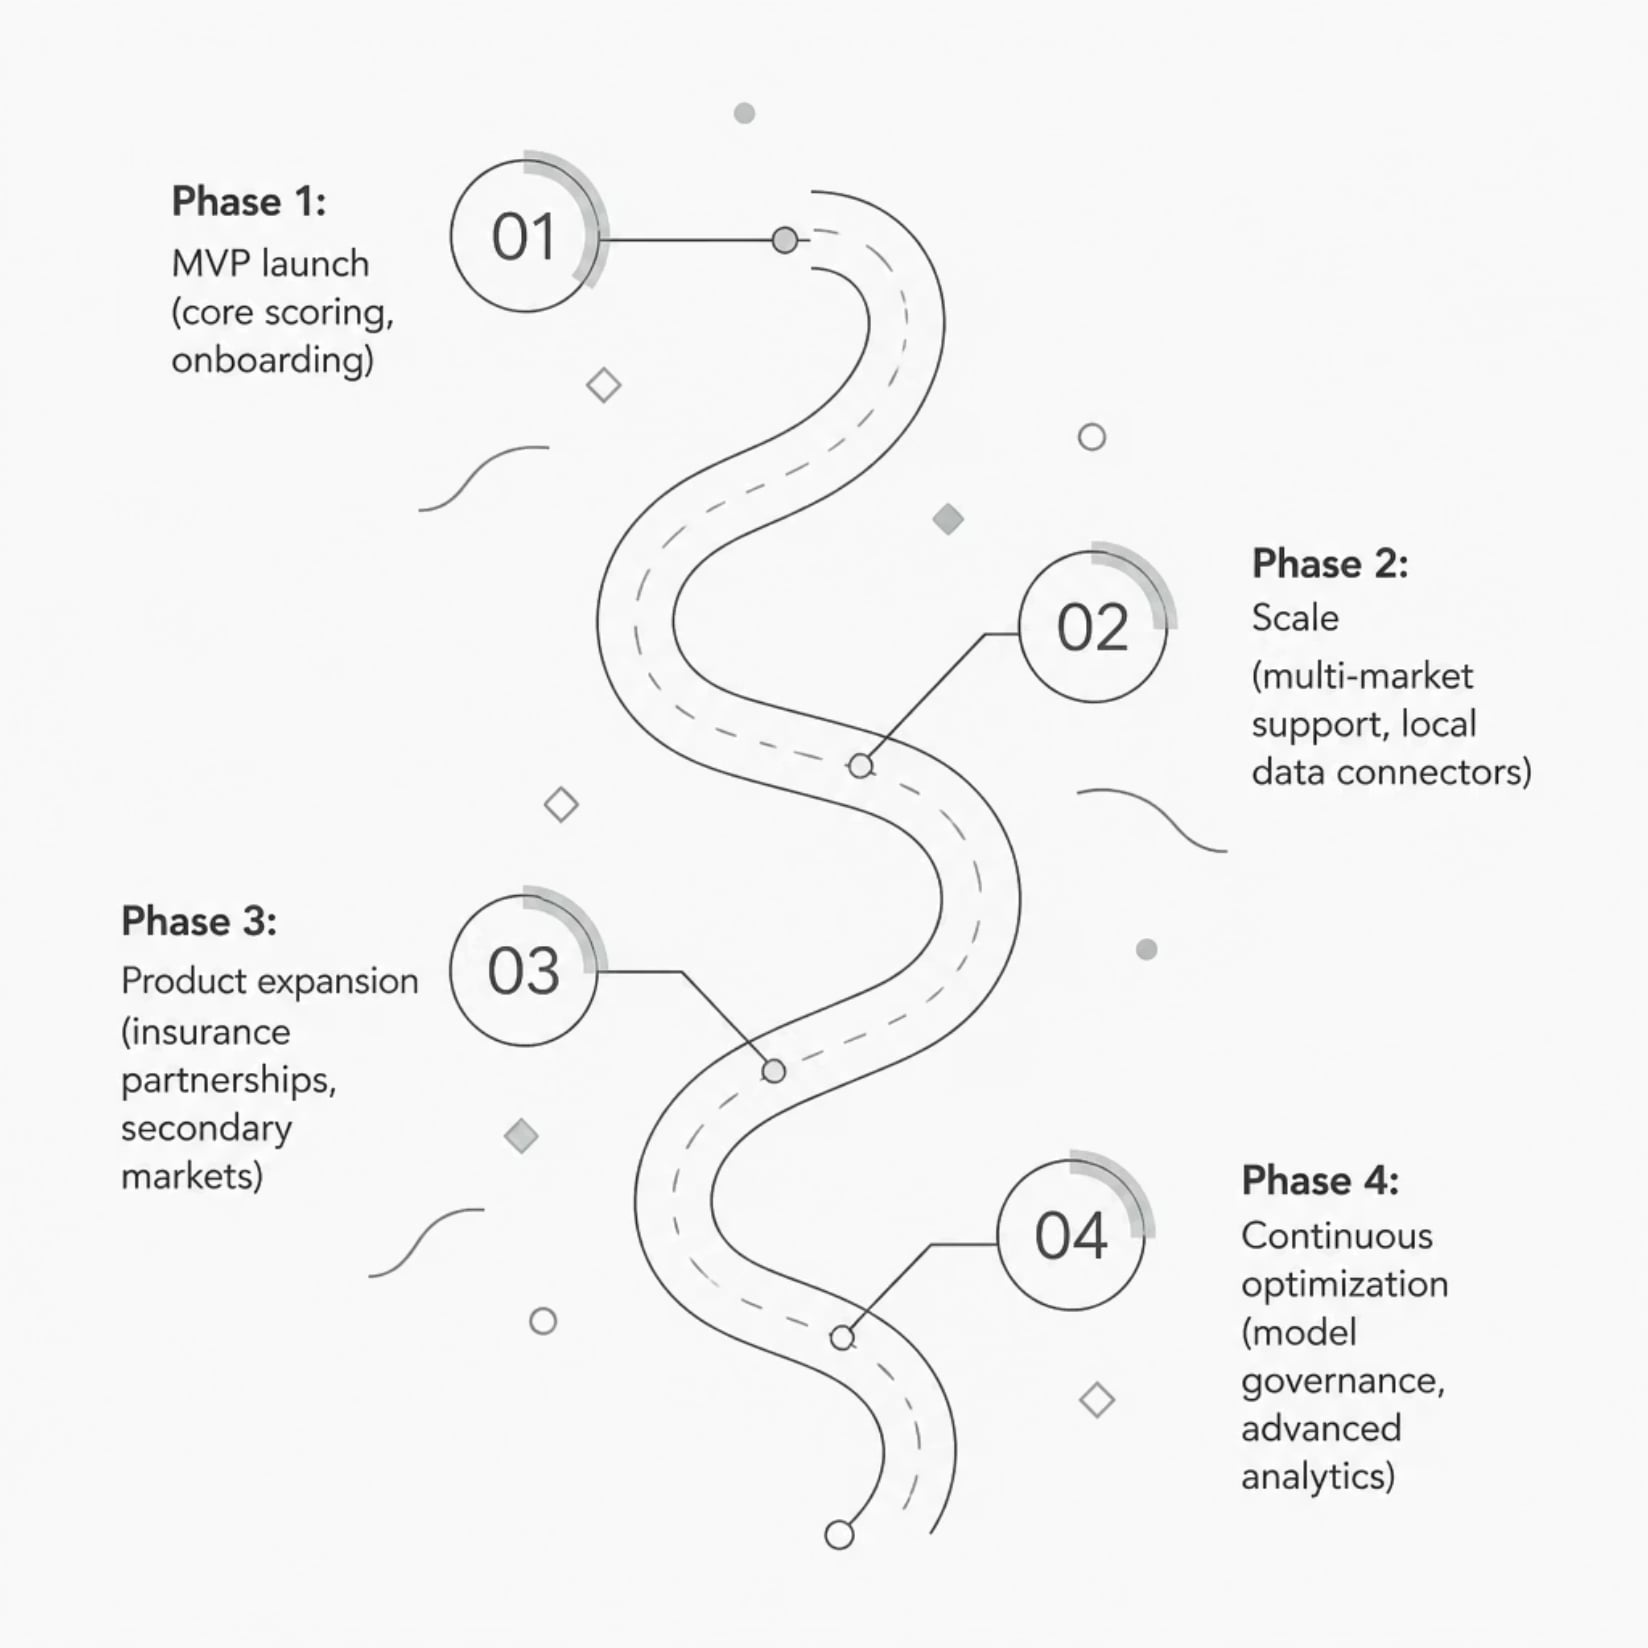 Phase 1:
MVP launch
(core scoring,
onboarding)
01
02
Phase 2:
Scale
(multi-market
support, local
data connectors)
Phase 3:
Product expansion
(insurance
partnerships,
secondary
markets)
03
04
Phase 4:
Continuous
optimization
(model
governance,
advanced
analytics)